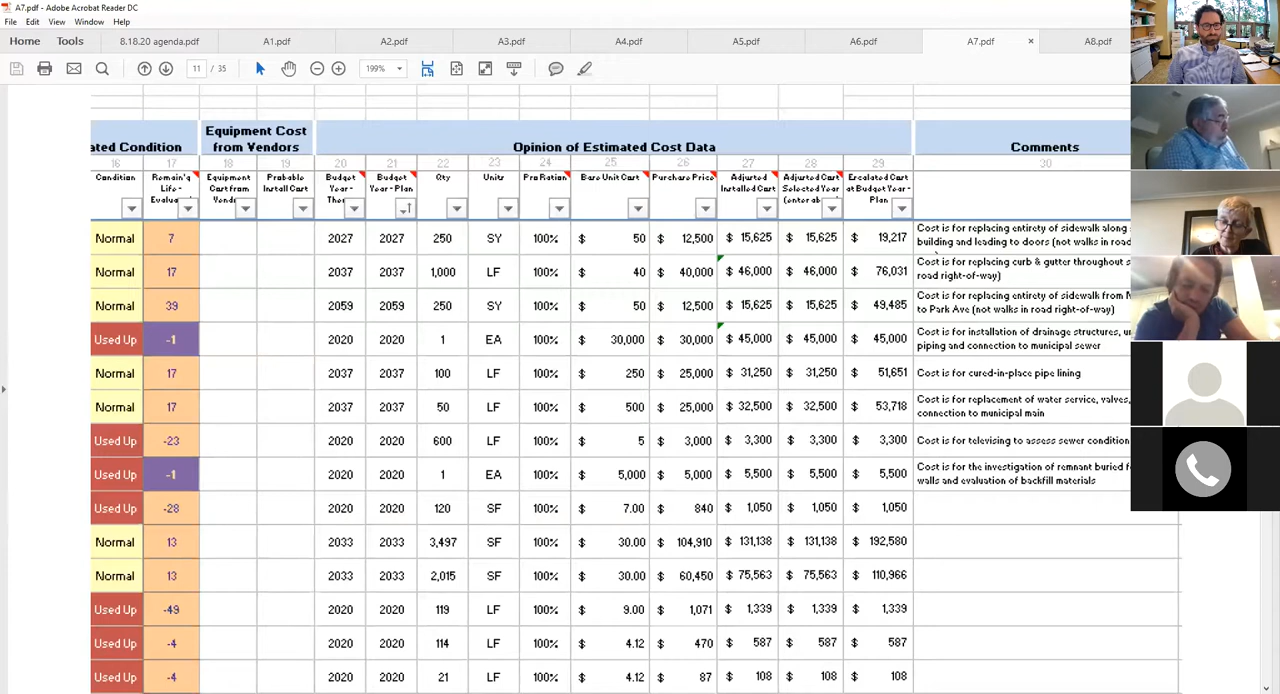 A7.pdf - Adobe Acrobat Reader DC
File Edit View Window Help
Home Tools 8.18.20 agenda.pdf A1.pdf A2.pdf A3.pdf A4.pdf A5.pdf A6.pdf A7.pdf × A8.pdf
11 / 35 199%
ated Condition Equipment Cost from Vendors Opinion of Estimated Cost Data Comments
16 17 18 19 20 21 22 23 24 25 26 27 28 29 30
Condition Remain'g Life - Equipment Cost from Probable Install Cost Budget Year - Budget Year - Plan Qty Units Pro Ration Base Unit Cost Purchase Price Adjusted Installed Cost Adjusted Cost Selected Year Escalated Cost at Budget Year - Plan
Normal 7 2027 2027 250 SY 100% $ 50 $ 12,500 $ 15,625 $ 15,625 $ 19,217 Cost is for replacing entirety of sidewalk along
building and leading to doors (not walks in road
Normal 17 2037 2037 1,000 LF 100% $ 40 $ 40,000 $ 46,000 $ 46,000 $ 76,031 Cost is for replacing curb & gutter throughout s
road right-of-way)
Normal 39 2059 2059 250 SY 100% $ 50 $ 12,500 $ 15,625 $ 15,625 $ 49,485 Cost is for replacing entirety of sidewalk from
to Park Ave (not walks in road right-of-way)
Used Up -1 2020 2020 1 EA 100% $ 30,000 $ 30,000 $ 45,000 $ 45,000 $ 45,000 Cost is for installation of drainage structures,
piping and connection to municipal sewer
Normal 17 2037 2037 100 LF 100% $ 250 $ 25,000 $ 31,250 $ 31,250 $ 51,651 Cost is for cured-in-place pipe lining
Normal 17 2037 2037 50 LF 100% $ 500 $ 25,000 $ 32,500 $ 32,500 $ 53,718 Cost is for replacement of water service, valves,
connection to municipal main
Used Up -23 2020 2020 600 LF 100% $ 5 $ 3,000 $ 3,300 $ 3,300 $ 3,300 Cost is for televising to assess sewer condition
Used Up -1 2020 2020 1 EA 100% $ 5,000 $ 5,000 $ 5,500 $ 5,500 $ 5,500 Cost is for the investigation of remnant buried
walls and evaluation of backfill materials
Used Up -28 2020 2020 120 SF 100% $ 7.00 $ 840 $ 1,050 $ 1,050 $ 1,050
Normal 13 2033 2033 3,497 SF 100% $ 30.00 $ 104,910 $ 131,138 $ 131,138 $ 192,580
Normal 13 2033 2033 2,015 SF 100% $ 30.00 $ 60,450 $ 75,563 $ 75,563 $ 110,966
Used Up -49 2020 2020 119 LF 100% $ 9.00 $ 1,071 $ 1,339 $ 1,339 $ 1,339
Used Up -4 2020 2020 114 LF 100% $ 4.12 $ 470 $ 587 $ 587 $ 587
Used Up -4 2020 2020 21 LF 100% $ 4.12 $ 87 $ 108 $ 108 $ 108